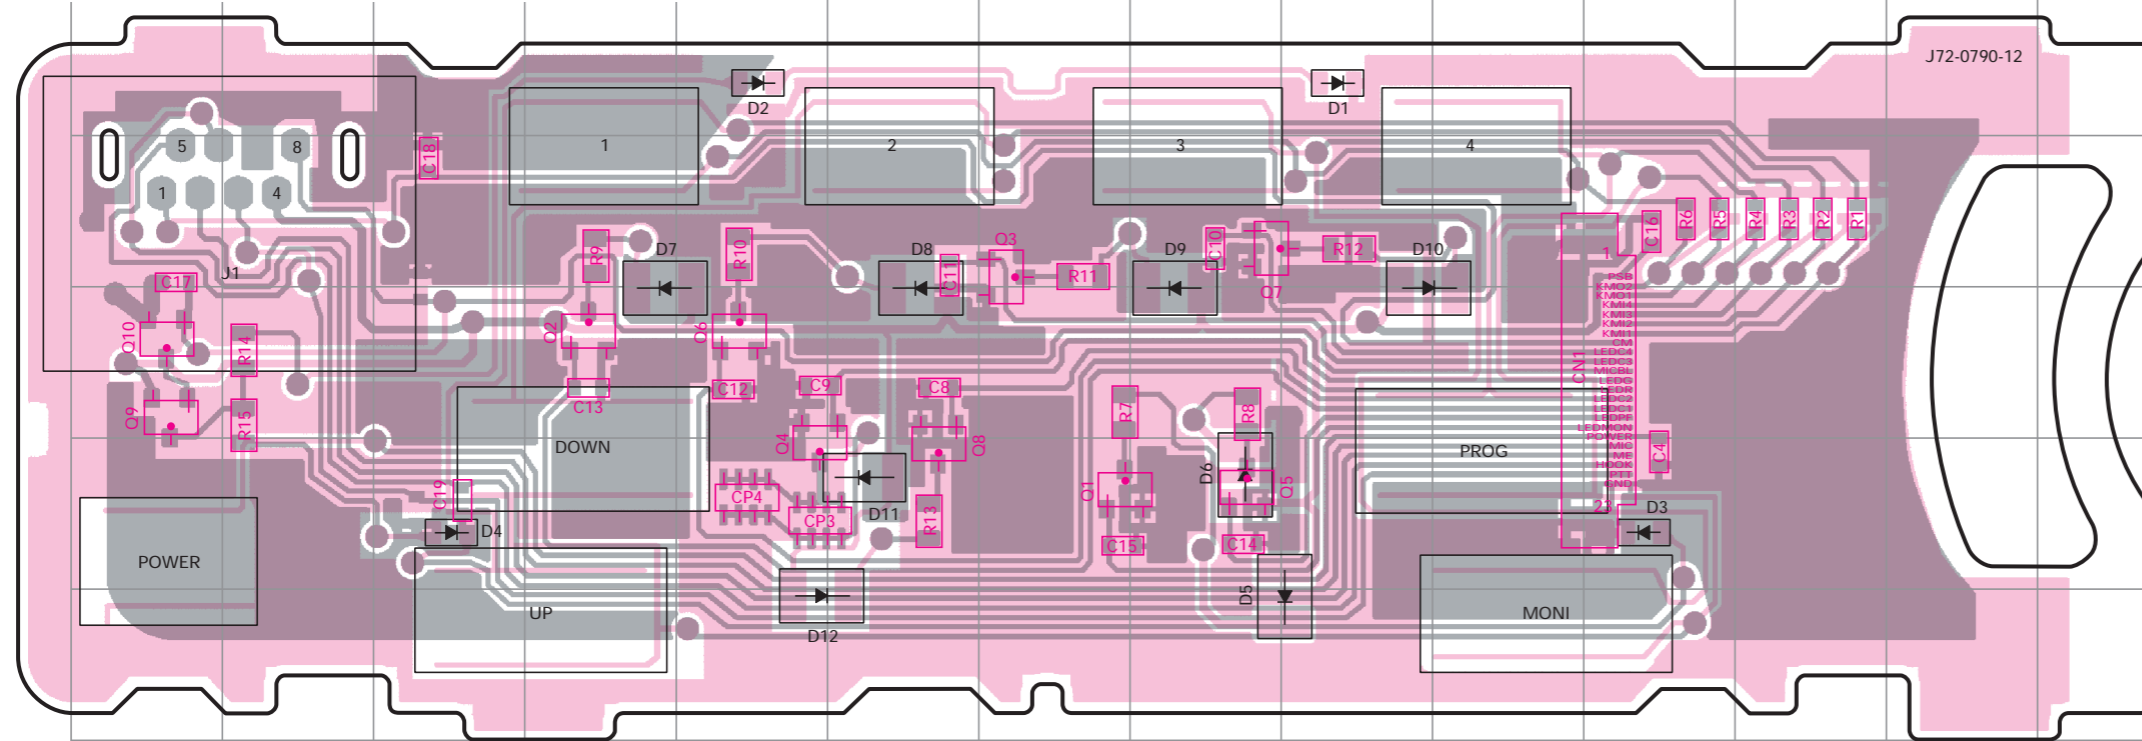 J72-0790-12
D2
D1
5
8
C18
1
2
3
4
1
4
R6
R5
R4
R3
R2
R1
C16
J1
R9
D7
R10
D8
C11
Q3
R11
D9
C10
Q7
R12
D10
1
C17
Q10
R14
Q2
Q6
PSB
KMO2
KMO1
KMI4
KMI3
KMI2
KMI1
CM
LEDC4
LEDC3
MICBL
LEDG
LEDR
LEDC2
LEDC1
LEDPF
LEDMON
POWER
MIC
ME
HOOK
PTT
GND
23
CN1
C4
D3
Q9
R15
C13
C12
C9
C8
R7
R8
DOWN
Q4
Q8
D6
Q5
Q1
PROG
C19
D4
CP4
CP3
D11
R13
C15
C14
POWER
UP
D12
D5
MONI